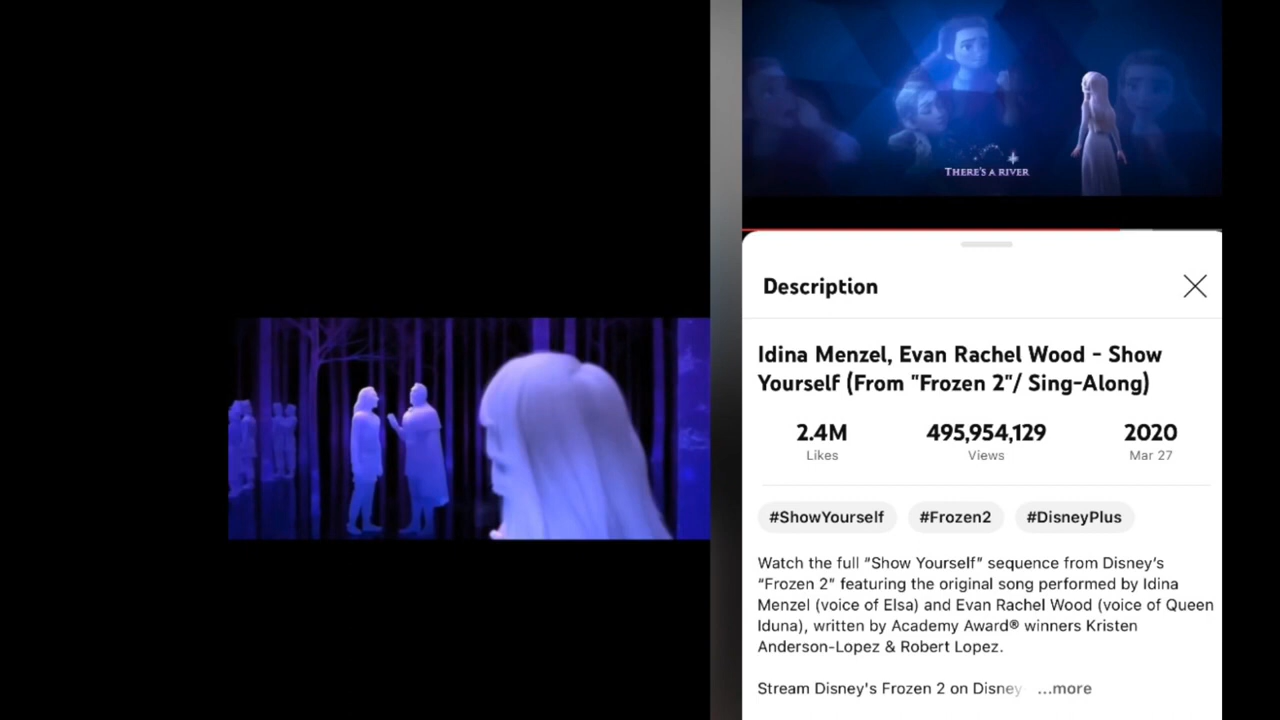 THERE'S A RIVER
Description
Idina Menzel, Evan Rachel Wood - Show
Yourself (From "Frozen 2"/ Sing-Along)
2.4M 495,954,129 2020
Likes Views Mar 27
#ShowYourself #Frozen2 #DisneyPlus
Watch the full “Show Yourself” sequence from Disney’s
“Frozen 2” featuring the original song performed by Idina
Menzel (voice of Elsa) and Evan Rachel Wood (voice of Queen
Iduna), written by Academy Award® winners Kristen
Anderson-Lopez & Robert Lopez.
Stream Disney's Frozen 2 on Disney ...more